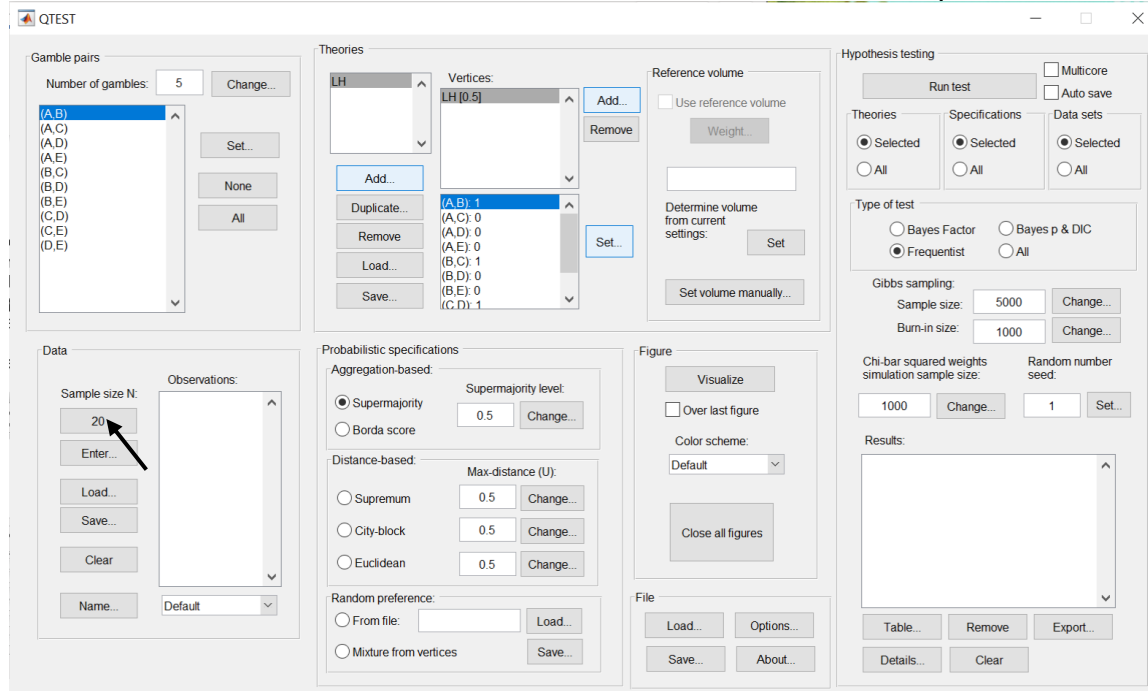 QTEST
Gamble pairs
Number of gambles: 5 Change...
(A,B)
(A,C)
(A,D)
(A,E)
(B,C)
(B,D)
(B,E)
(C,D)
(C,E)
(D,E)
Set...
None
All
Theories
LH
Vertices:
LH [0.5]
Add...
Remove
Add...
Duplicate...
Remove
Load...
Save...
(A,B): 1
(A,C): 0
(A,D): 0
(A,E): 0
(B,C): 1
(B,D): 0
(B,E): 0
(C,D): 1
Set...
Reference volume
Use reference volume
Weight...
Determine volume
from current
settings:
Set
Set volume manually...
Hypothesis testing
Run test
Multicore
Auto save
Theories
Selected
All
Specifications
Selected
All
Data sets
Selected
All
Type of test
Bayes Factor
Bayes p & DIC
Frequentist
All
Gibbs sampling:
Sample size: 5000 Change...
Burn-in size: 1000 Change...
Chi-bar squared weights
simulation sample size:
1000 Change...
Random number
seed:
1 Set...
Results:
Table...
Remove
Export...
Details...
Clear
Data
Sample size N:
20
Enter...
Load...
Save...
Clear
Name...
Observations:
Default
Probabilistic specifications
Aggregation-based:
Supermajority level:
Supermajority 0.5 Change...
Borda score
Distance-based:
Max-distance (U):
Supremum 0.5 Change...
City-block 0.5 Change...
Euclidean 0.5 Change...
Random preference:
From file: Load...
Mixture from vertices Save...
Figure
Visualize
Over last figure
Color scheme:
Default
Close all figures
File
Load...
Options...
Save...
About...